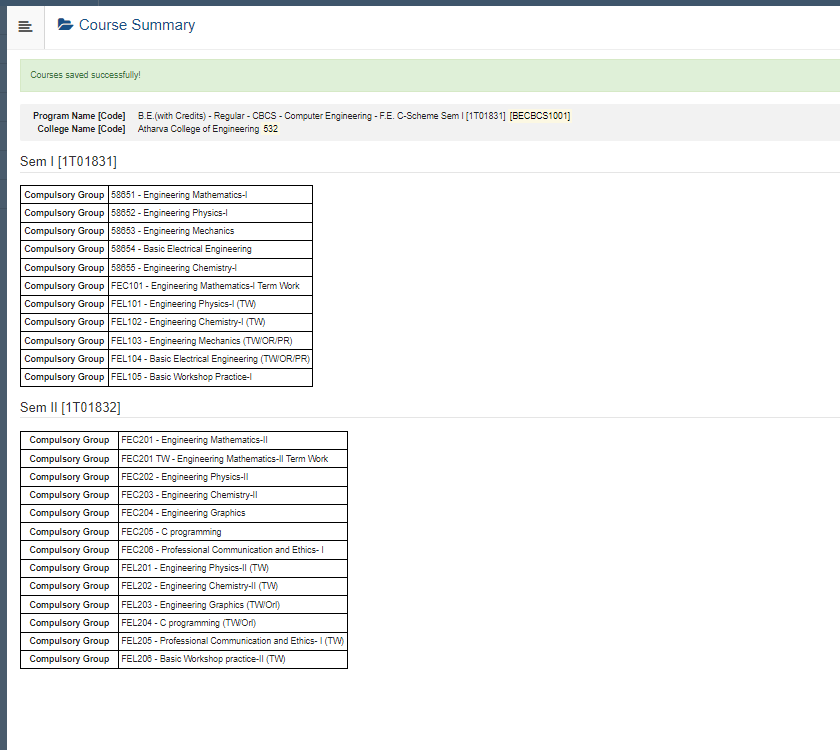 Course Summary
Courses saved successfully!
Program Name [Code] B.E.(with Credits) - Regular - CBCS - Computer Engineering - F.E. C-Scheme Sem I [1T01831] [BECBCS1001]
College Name [Code] Atharva College of Engineering 532
Sem I [1T01831]
Compulsory Group 58651 - Engineering Mathematics-I
Compulsory Group 58652 - Engineering Physics-I
Compulsory Group 58653 - Engineering Mechanics
Compulsory Group 58654 - Basic Electrical Engineering
Compulsory Group 58655 - Engineering Chemistry-I
Compulsory Group FEC101 - Engineering Mathematics-I Term Work
Compulsory Group FEL101 - Engineering Physics-I (TW)
Compulsory Group FEL102 - Engineering Chemistry-I (TW)
Compulsory Group FEL103 - Engineering Mechanics (TW/OR/PR)
Compulsory Group FEL104 - Basic Electrical Engineering (TW/OR/PR)
Compulsory Group FEL105 - Basic Workshop Practice-I
Sem II [1T01832]
Compulsory Group FEC201 - Engineering Mathematics-II
Compulsory Group FEC201 TW - Engineering Mathematics-II Term Work
Compulsory Group FEC202 - Engineering Physics-II
Compulsory Group FEC203 - Engineering Chemistry-II
Compulsory Group FEC204 - Engineering Graphics
Compulsory Group FEC205 - C programming
Compulsory Group FEC206 - Professional Communication and Ethics- I
Compulsory Group FEL201 - Engineering Physics-II (TW)
Compulsory Group FEL202 - Engineering Chemistry-II (TW)
Compulsory Group FEL203 - Engineering Graphics (TW/Orl)
Compulsory Group FEL204 - C programming (TW/Orl)
Compulsory Group FEL205 - Professional Communication and Ethics- I (TW)
Compulsory Group FEL206 - Basic Workshop practice-II (TW)